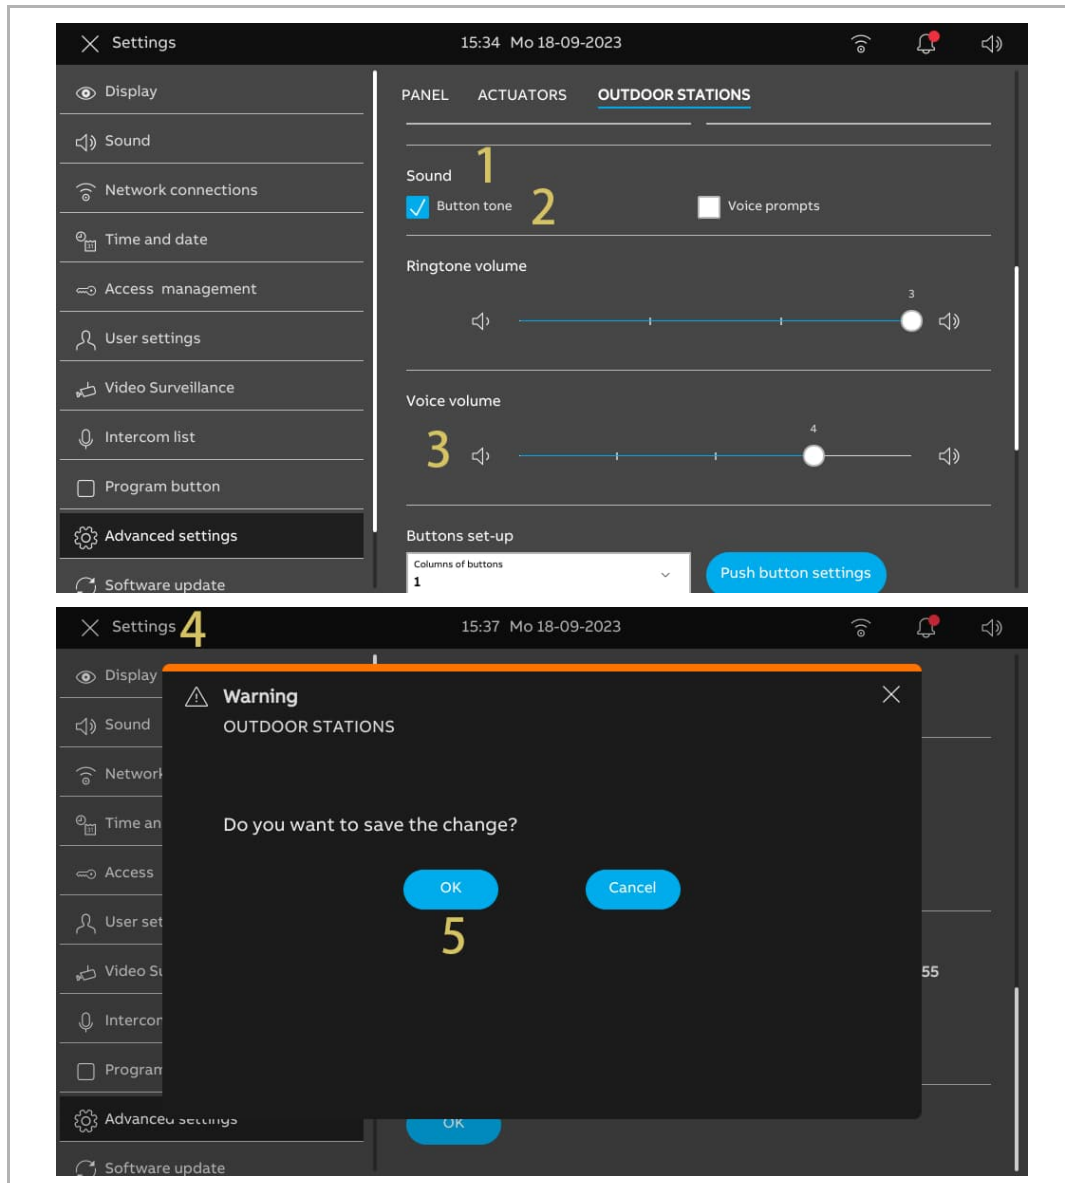 Settings
15:34 Mo 18-09-2023
Display
Sound
Network connections
Time and date
Access management
User settings
Video Surveillance
Intercom list
Program button
Advanced settings
Software update
PANEL ACTUATORS OUTDOOR STATIONS
1
Sound
Button tone 2 Voice prompts
Ringtone volume
3
Voice volume
3
4
Buttons set-up
Columns of buttons
1
Push button settings
Settings 4
15:37 Mo 18-09-2023
Display
Sound
Network
Time an
Access
User set
Video Su
Intercom
Program
Advanced settings
Software update
Warning
OUTDOOR STATIONS
Do you want to save the change?
OK Cancel
5
55
OK